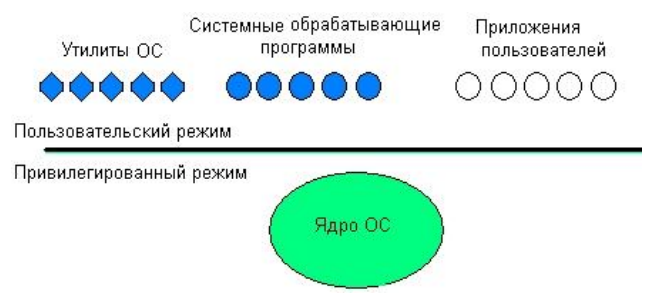 Утилиты ОС
Системные обрабатывающие
программы
Приложения
пользователей
Пользовательский режим
Привилегированный режим
Ядро ОС